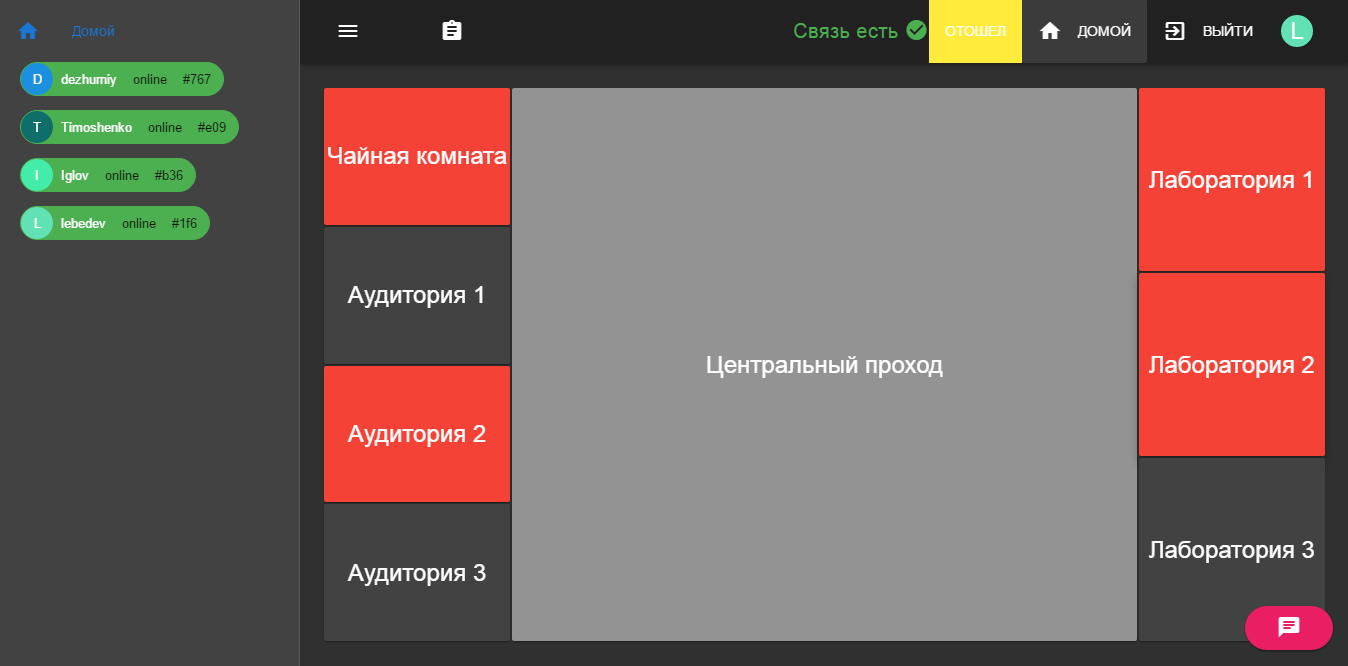 Домой
D dezhurniy online #767
T Timoshenko online #e09
I Iglov online #b36
L lebedev online #1f6
Связь есть ОТОШЕЛ ДОМОЙ ВЫЙТИ L
Чайная комната
Аудитория 1
Аудитория 2
Аудитория 3
Центральный проход
Лаборатория 1
Лаборатория 2
Лаборатория 3